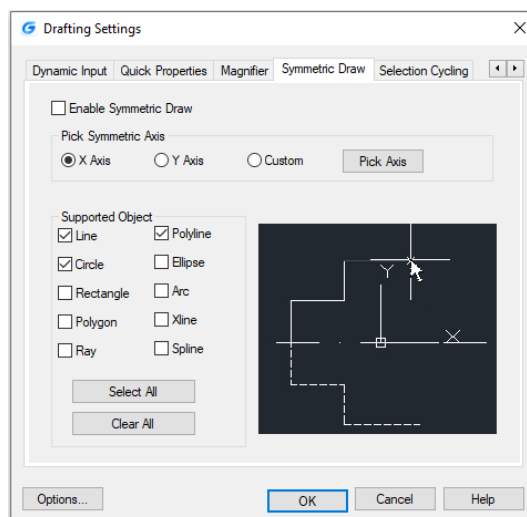 Drafting Settings
Dynamic Input Quick Properties Magnifier Symmetric Draw Selection Cycling
Enable Symmetric Draw
Pick Symmetric Axis
X Axis Y Axis Custom Pick Axis
Supported Object
Line Polyline
Circle Ellipse
Rectangle Arc
Polygon Xline
Ray Spline
Select All
Clear All
Y
X
Options... OK Cancel Help